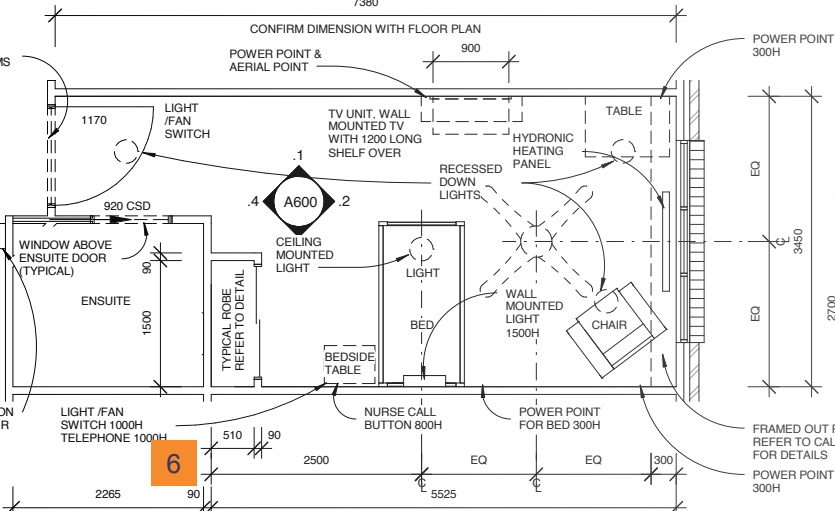 7380
CONFIRM DIMENSION WITH FLOOR PLAN
POWER POINT &
AERIAL POINT
900
POWER POINT
300H
MS
1170
LIGHT
/FAN
SWITCH
TV UNIT, WALL
MOUNTED TV
WITH 1200 LONG
SHELF OVER
TABLE
HYDRONIC
HEATING
PANEL
RECESSED
DOWN
LIGHTS
.1
.4
A600
.2
EQ
920 CSD
WINDOW ABOVE
ENSUITE DOOR
(TYPICAL)
CEILING
MOUNTED
LIGHT
LIGHT
3450
90
ENSUITE
1500
TYPICAL ROBE
REFER TO DETAIL
WALL
MOUNTED
LIGHT
1500H
BED
CHAIR
EQ
2700
BEDSIDE
TABLE
ON
R
LIGHT /FAN
SWITCH 1000H
TELEPHONE 1000H
NURSE CALL
BUTTON 800H
POWER POINT
FOR BED 300H
FRAMED OUT
REFER TO CAL
FOR DETAILS
510
90
6
2500
EQ
EQ
300
POWER POINT
300H
2265
90
5525